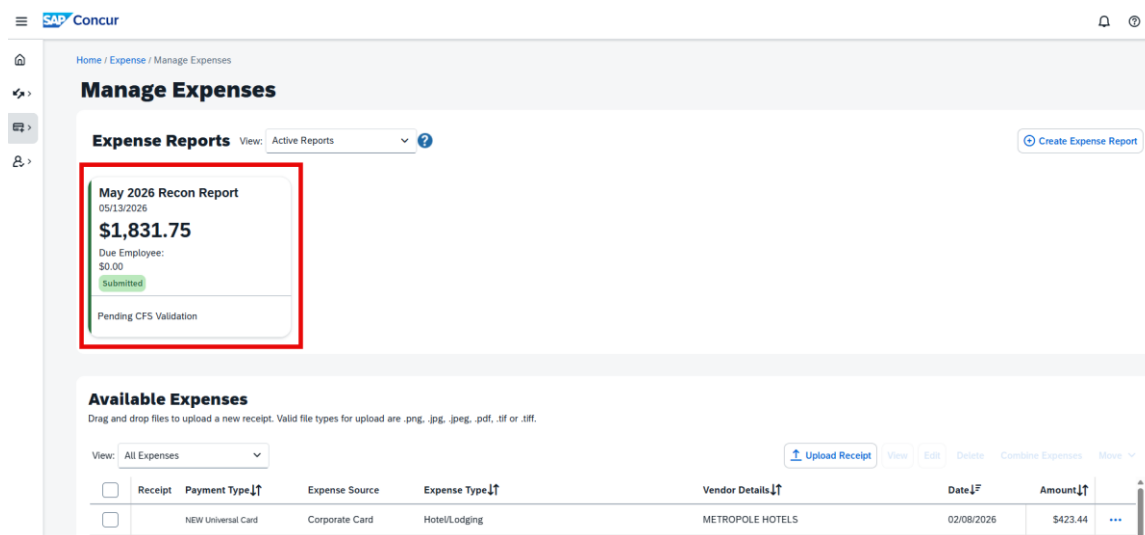 SAP Concur
Home / Expense / Manage Expenses
Manage Expenses
Expense Reports View: Active Reports ?
Create Expense Report
May 2026 Recon Report
05/13/2026
$1,831.75
Due Employee:
$0.00
Submitted
Pending CFS Validation
Available Expenses
Drag and drop files to upload a new receipt. Valid file types for upload are .png, .jpg, .jpeg, .pdf, .tif or .tiff.
View: All Expenses
Upload Receipt View Edit Delete Combine Expenses Move
Receipt Payment Type Expense Source Expense Type Vendor Details Date Amount
NEW Universal Card Corporate Card Hotel/Lodging METROPOLE HOTELS 02/08/2026 $423.44